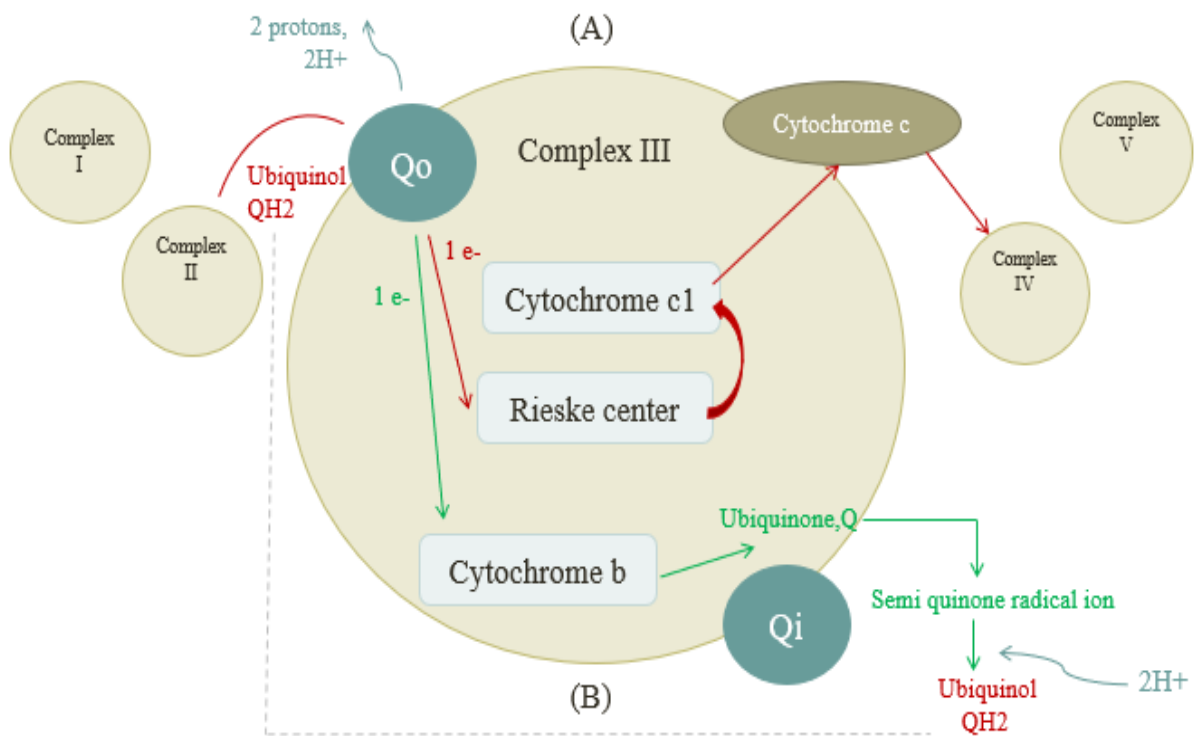 2 protons,
2H+
(A)
Complex
I
Ubiquinol
QH2
Qo
Complex III
Cytochrome c
Complex
V
Complex
II
1 e-
1 e-
Cytochrome c1
Complex
IV
Rieske center
Ubiquinone,Q
Cytochrome b
Semi quinone radical ion
Qi
2H+
Ubiquinol
QH2
(B)